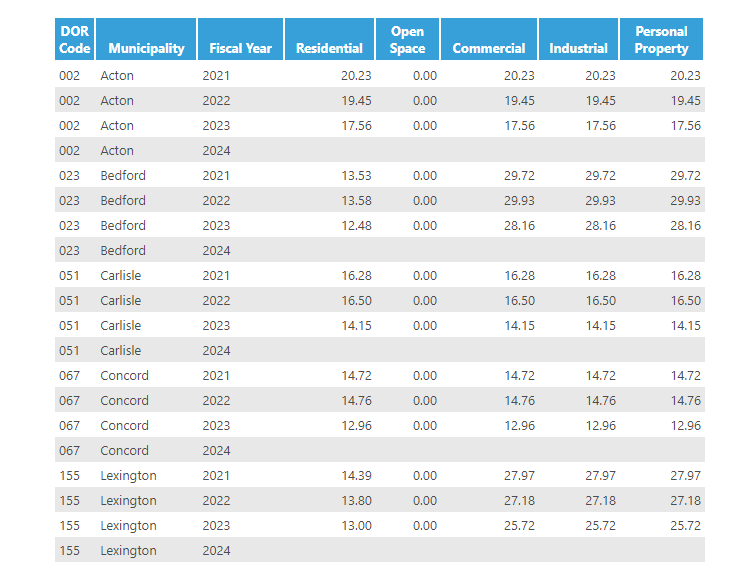 DOR Code Municipality Fiscal Year Residential Open Space Commercial Industrial Personal Property
002 Acton 2021 20.23 0.00 20.23 20.23 20.23
002 Acton 2022 19.45 0.00 19.45 19.45 19.45
002 Acton 2023 17.56 0.00 17.56 17.56 17.56
002 Acton 2024
023 Bedford 2021 13.53 0.00 29.72 29.72 29.72
023 Bedford 2022 13.58 0.00 29.93 29.93 29.93
023 Bedford 2023 12.48 0.00 28.16 28.16 28.16
023 Bedford 2024
051 Carlisle 2021 16.28 0.00 16.28 16.28 16.28
051 Carlisle 2022 16.50 0.00 16.50 16.50 16.50
051 Carlisle 2023 14.15 0.00 14.15 14.15 14.15
051 Carlisle 2024
067 Concord 2021 14.72 0.00 14.72 14.72 14.72
067 Concord 2022 14.76 0.00 14.76 14.76 14.76
067 Concord 2023 12.96 0.00 12.96 12.96 12.96
067 Concord 2024
155 Lexington 2021 14.39 0.00 27.97 27.97 27.97
155 Lexington 2022 13.80 0.00 27.18 27.18 27.18
155 Lexington 2023 13.00 0.00 25.72 25.72 25.72
155 Lexington 2024